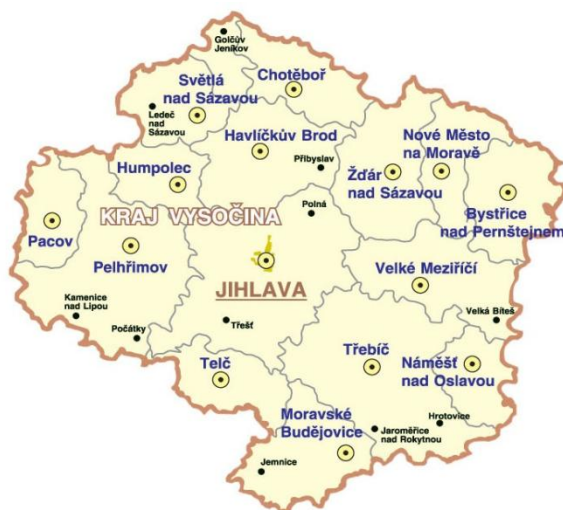 Golčův
Jeníkov
Chotěboř
Světlá
nad Sázavou
Ledeč
nad
Sázavou
Havlíčkův Brod
Nové Město
na Moravě
Přibyslav
Humpolec
Žďár
nad Sázavou
Polná
Bystřice
nad Pernštejnem
KRAJ VYSOČINA
Pacov
Pelhřimov
Velké Meziříčí
JIHLAVA
Kamenice
nad Lipou
Velká Bíteš
Počátky
Třešť
Telč
Třebíč
Náměšť
nad Oslavou
Moravské
Budějovice
Hrotovice
Jaroměřice
nad Rokytnou
Jemnice